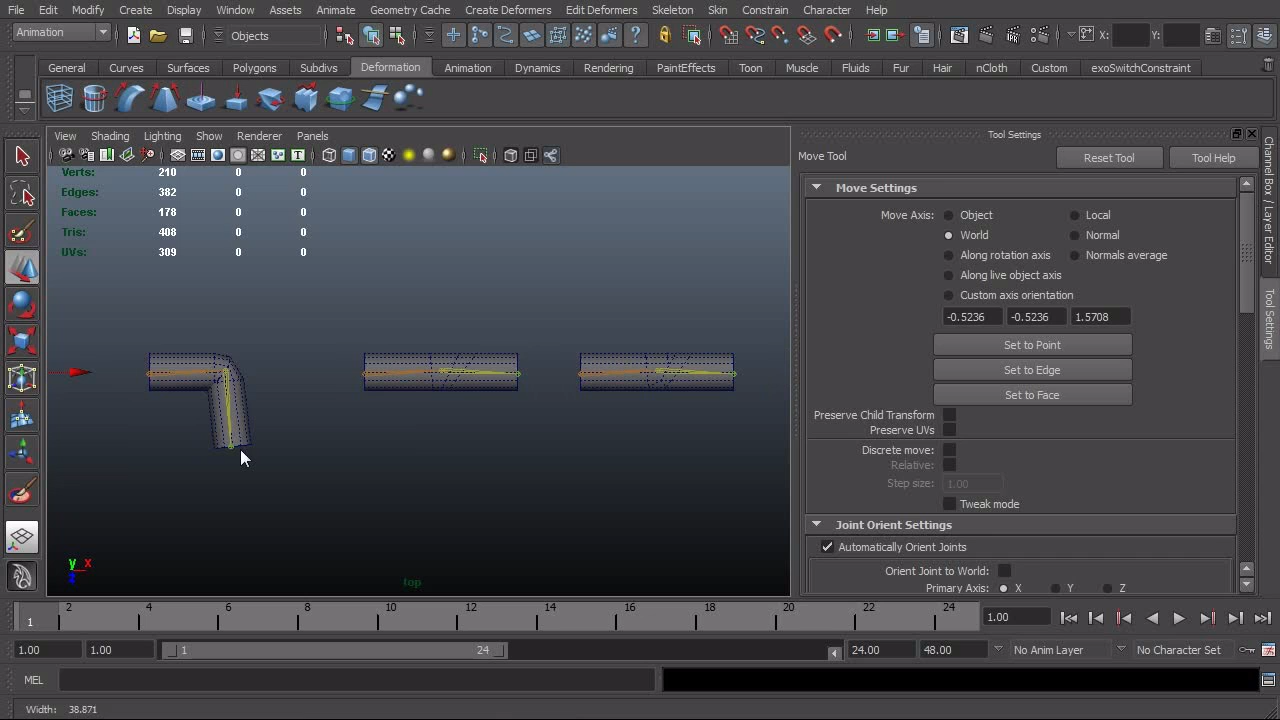 File Edit Modify Create Display Window Assets Animate Geometry Cache Create Deformers Edit Deformers Skeleton Skin Constrain Character Help
Animation Objects X: Y:
General Curves Surfaces Polygons Subdivs Deformation Animation Dynamics Rendering PaintEffects Toon Muscle Fluids Fur Hair nCloth Custom exoSwitchConstraint
View Shading Lighting Show Renderer Panels
Tool Settings
Move Tool Reset Tool Tool Help
Verts: 210 0 0
Edges: 382 0 0
Faces: 178 0 0
Tris: 408 0 0
UVs: 309 0 0
Move Settings
Move Axis: Object Local
World Normal
Along rotation axis Normals average
Along live object axis
Custom axis orientation
-0.5236 -0.5236 1.5708
Set to Point
Set to Edge
Set to Face
Preserve Child Transform
Preserve UVs
Discrete move:
Relative:
Step size: 1.00
Tweak mode
Joint Orient Settings
Automatically Orient Joints
Orient Joint to World:
Primary Axis: X Y Z
Channel Box / Layer Editor
Tool Settings
y x
z
top
1 2 4 6 8 10 12 14 16 18 20 22 24 1.00
1.00 1.00 1 24 24.00 48.00 No Anim Layer No Character Set
MEL
Width: 38.871